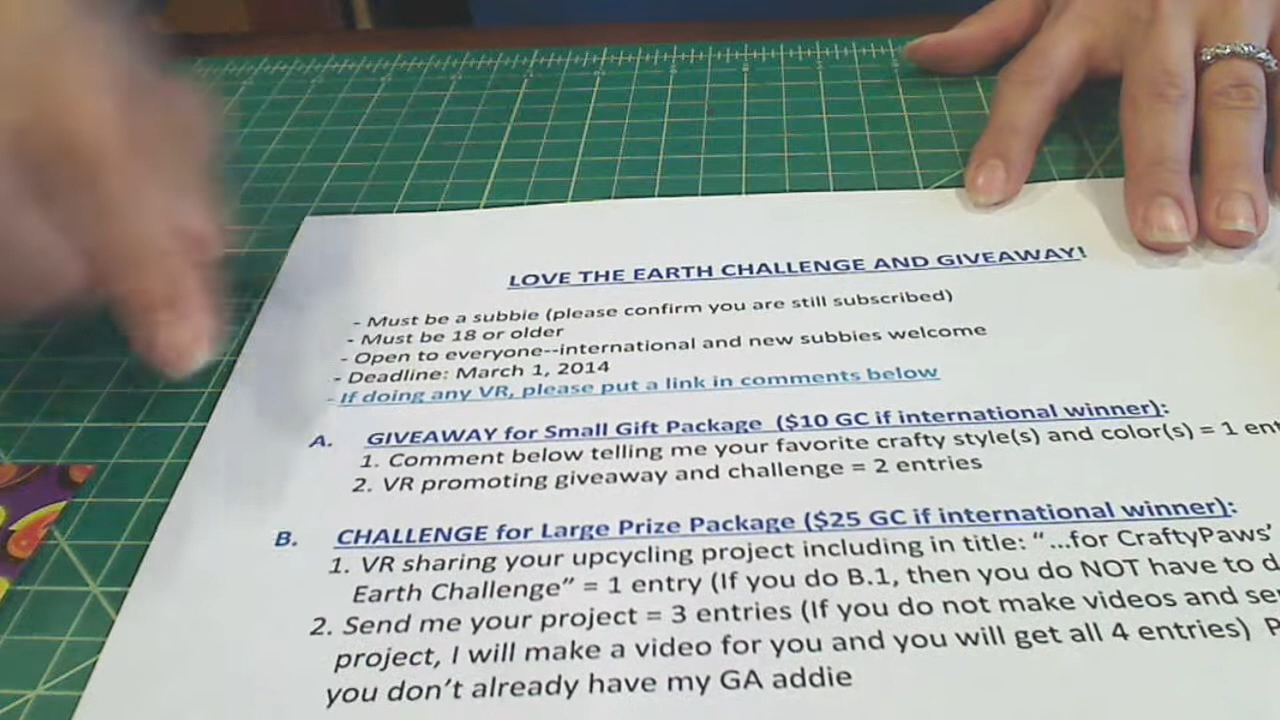 LOVE THE EARTH CHALLENGE AND GIVEAWAY!
- Must be a subbie (please confirm you are still subscribed)
- Must be 18 or older
- Open to everyone--international and new subbies welcome
- Deadline: March 1, 2014
- If doing any VR, please put a link in comments below
A. GIVEAWAY for Small Gift Package ($10 GC if international winner):
1. Comment below telling me your favorite crafty style(s) and color(s) = 1
2. VR promoting giveaway and challenge = 2 entries
B. CHALLENGE for Large Prize Package ($25 GC if international winner):
1. VR sharing your upcycling project including in title: “...for CraftyPaws’
Earth Challenge” = 1 entry (If you do B.1, then you do NOT have to
2. Send me your project = 3 entries (If you do not make videos and
project, I will make a video for you and you will get all 4 entries)
you don’t already have my GA addie